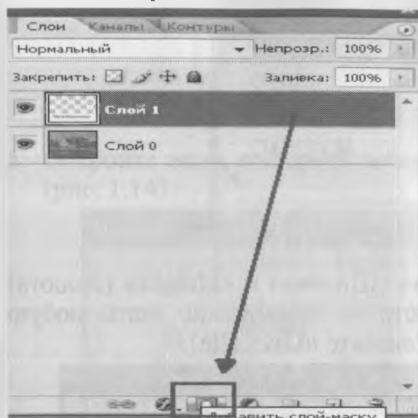 Слои Каналы Контуры
Нормальный Непрозр.: 100%
Закрепить: Заливка: 100%
Слой 1
Слой 0
авить слой-маску